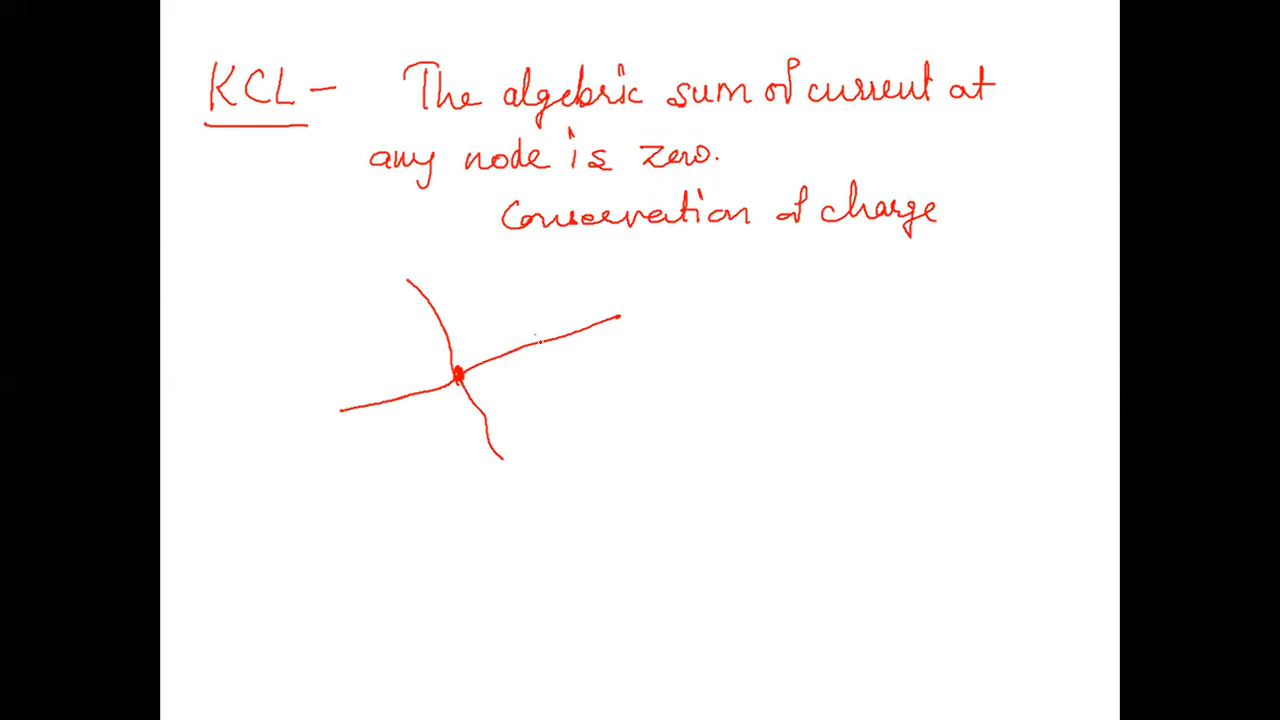 KCL - The algebric sum of current at
any node is zero.
Conservation of charge